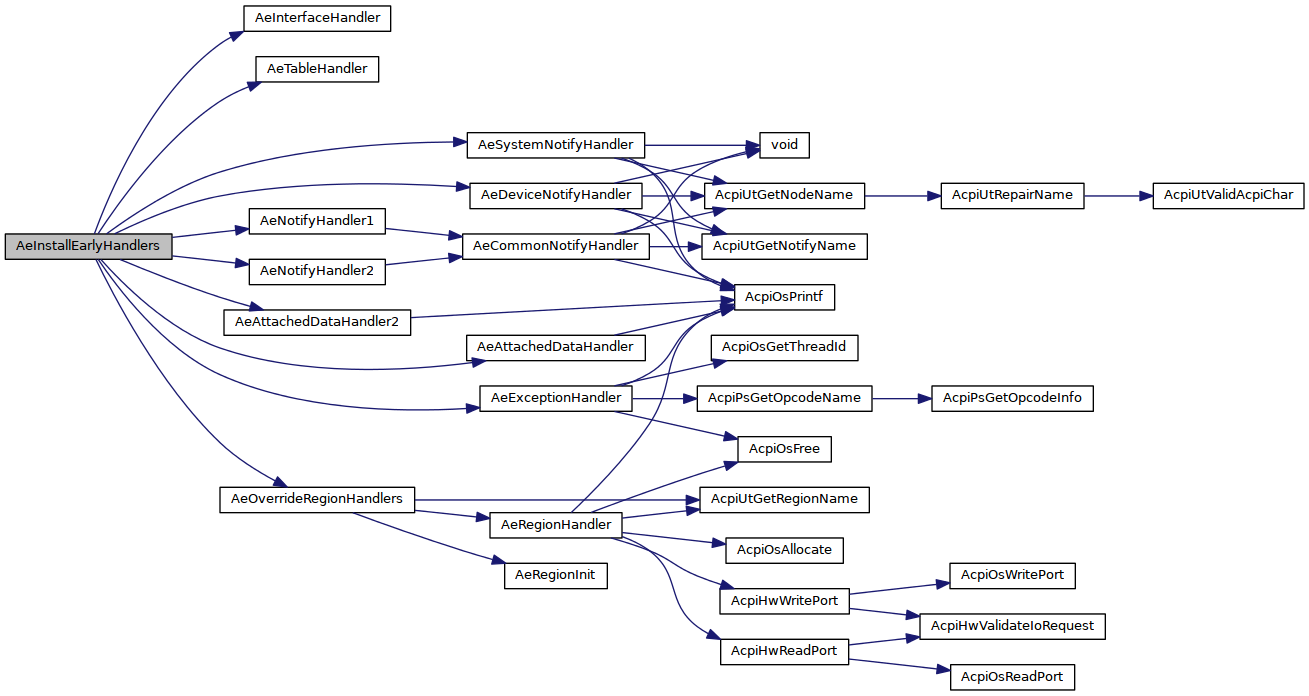 AeInterfaceHandler
AeTableHandler
AeSystemNotifyHandler
void
AeDeviceNotifyHandler
AcpiUtGetNodeName
AcpiUtRepairName
AcpiUtValidAcpiChar
AeNotifyHandler1
AeInstallEarlyHandlers
AeCommonNotifyHandler
AcpiUtGetNotifyName
AeNotifyHandler2
AcpiOsPrintf
AeAttachedDataHandler2
AeAttachedDataHandler
AcpiOsGetThreadId
AeExceptionHandler
AcpiPsGetOpcodeName
AcpiPsGetOpcodeInfo
AcpiOsFree
AeOverrideRegionHandlers
AcpiUtGetRegionName
AeRegionHandler
AcpiOsAllocate
AeRegionInit
AcpiOsWritePort
AcpiHwWritePort
AcpiHwValidateIoRequest
AcpiHwReadPort
AcpiOsReadPort